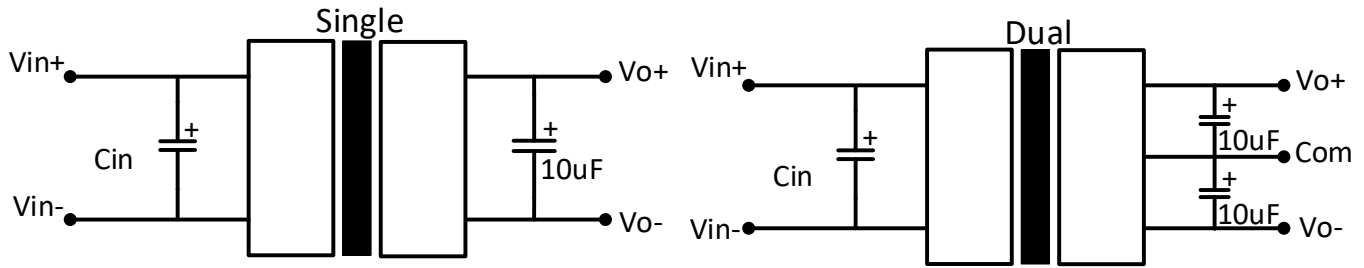 Single
Vin+
Vo+
+
+
Cin
10uF
Vin-
Vo-
Dual
Vin+
Vo+
+
10uF
Com
+
Cin
+
10uF
Vin-
Vo-